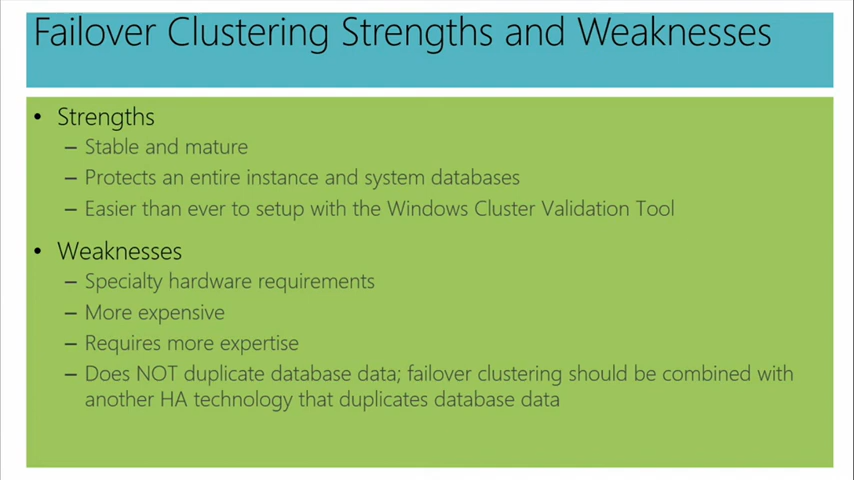 Failover Clustering Strengths and Weaknesses
• Strengths
– Stable and mature
– Protects an entire instance and system databases
– Easier than ever to setup with the Windows Cluster Validation Tool
• Weaknesses
– Specialty hardware requirements
– More expensive
– Requires more expertise
– Does NOT duplicate database data; failover clustering should be combined with
another HA technology that duplicates database data